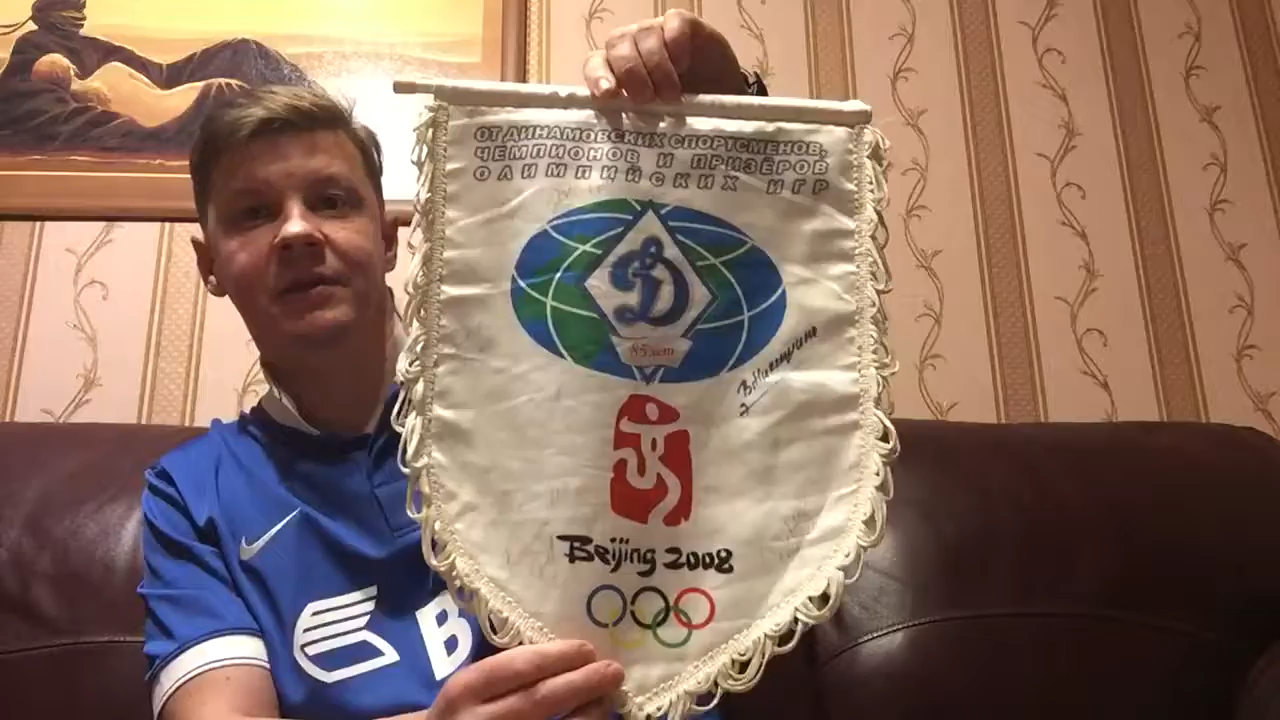 ОТ ДИНАМОВСКИХ СПОРТСМЕНОВ,
ЧЕМПИОНОВ И ПРИЗЁРОВ
ОЛИМПИЙСКИХ ИГР
Д
85 лет
Beijing 2008
В